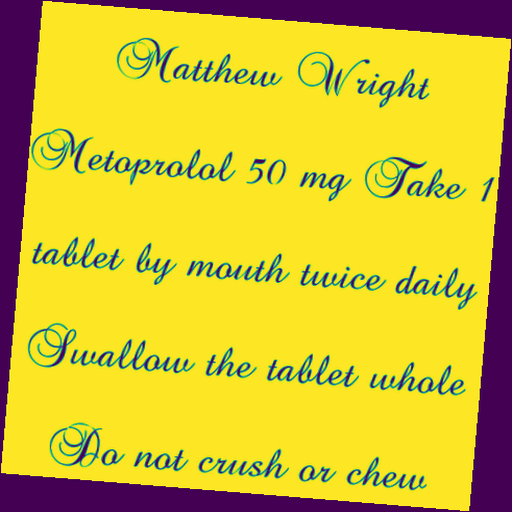 Matthew Wright
Metoprolol 50 mg Take 1
tablet by mouth twice daily
Swallow the tablet whole
Do not crush or chew